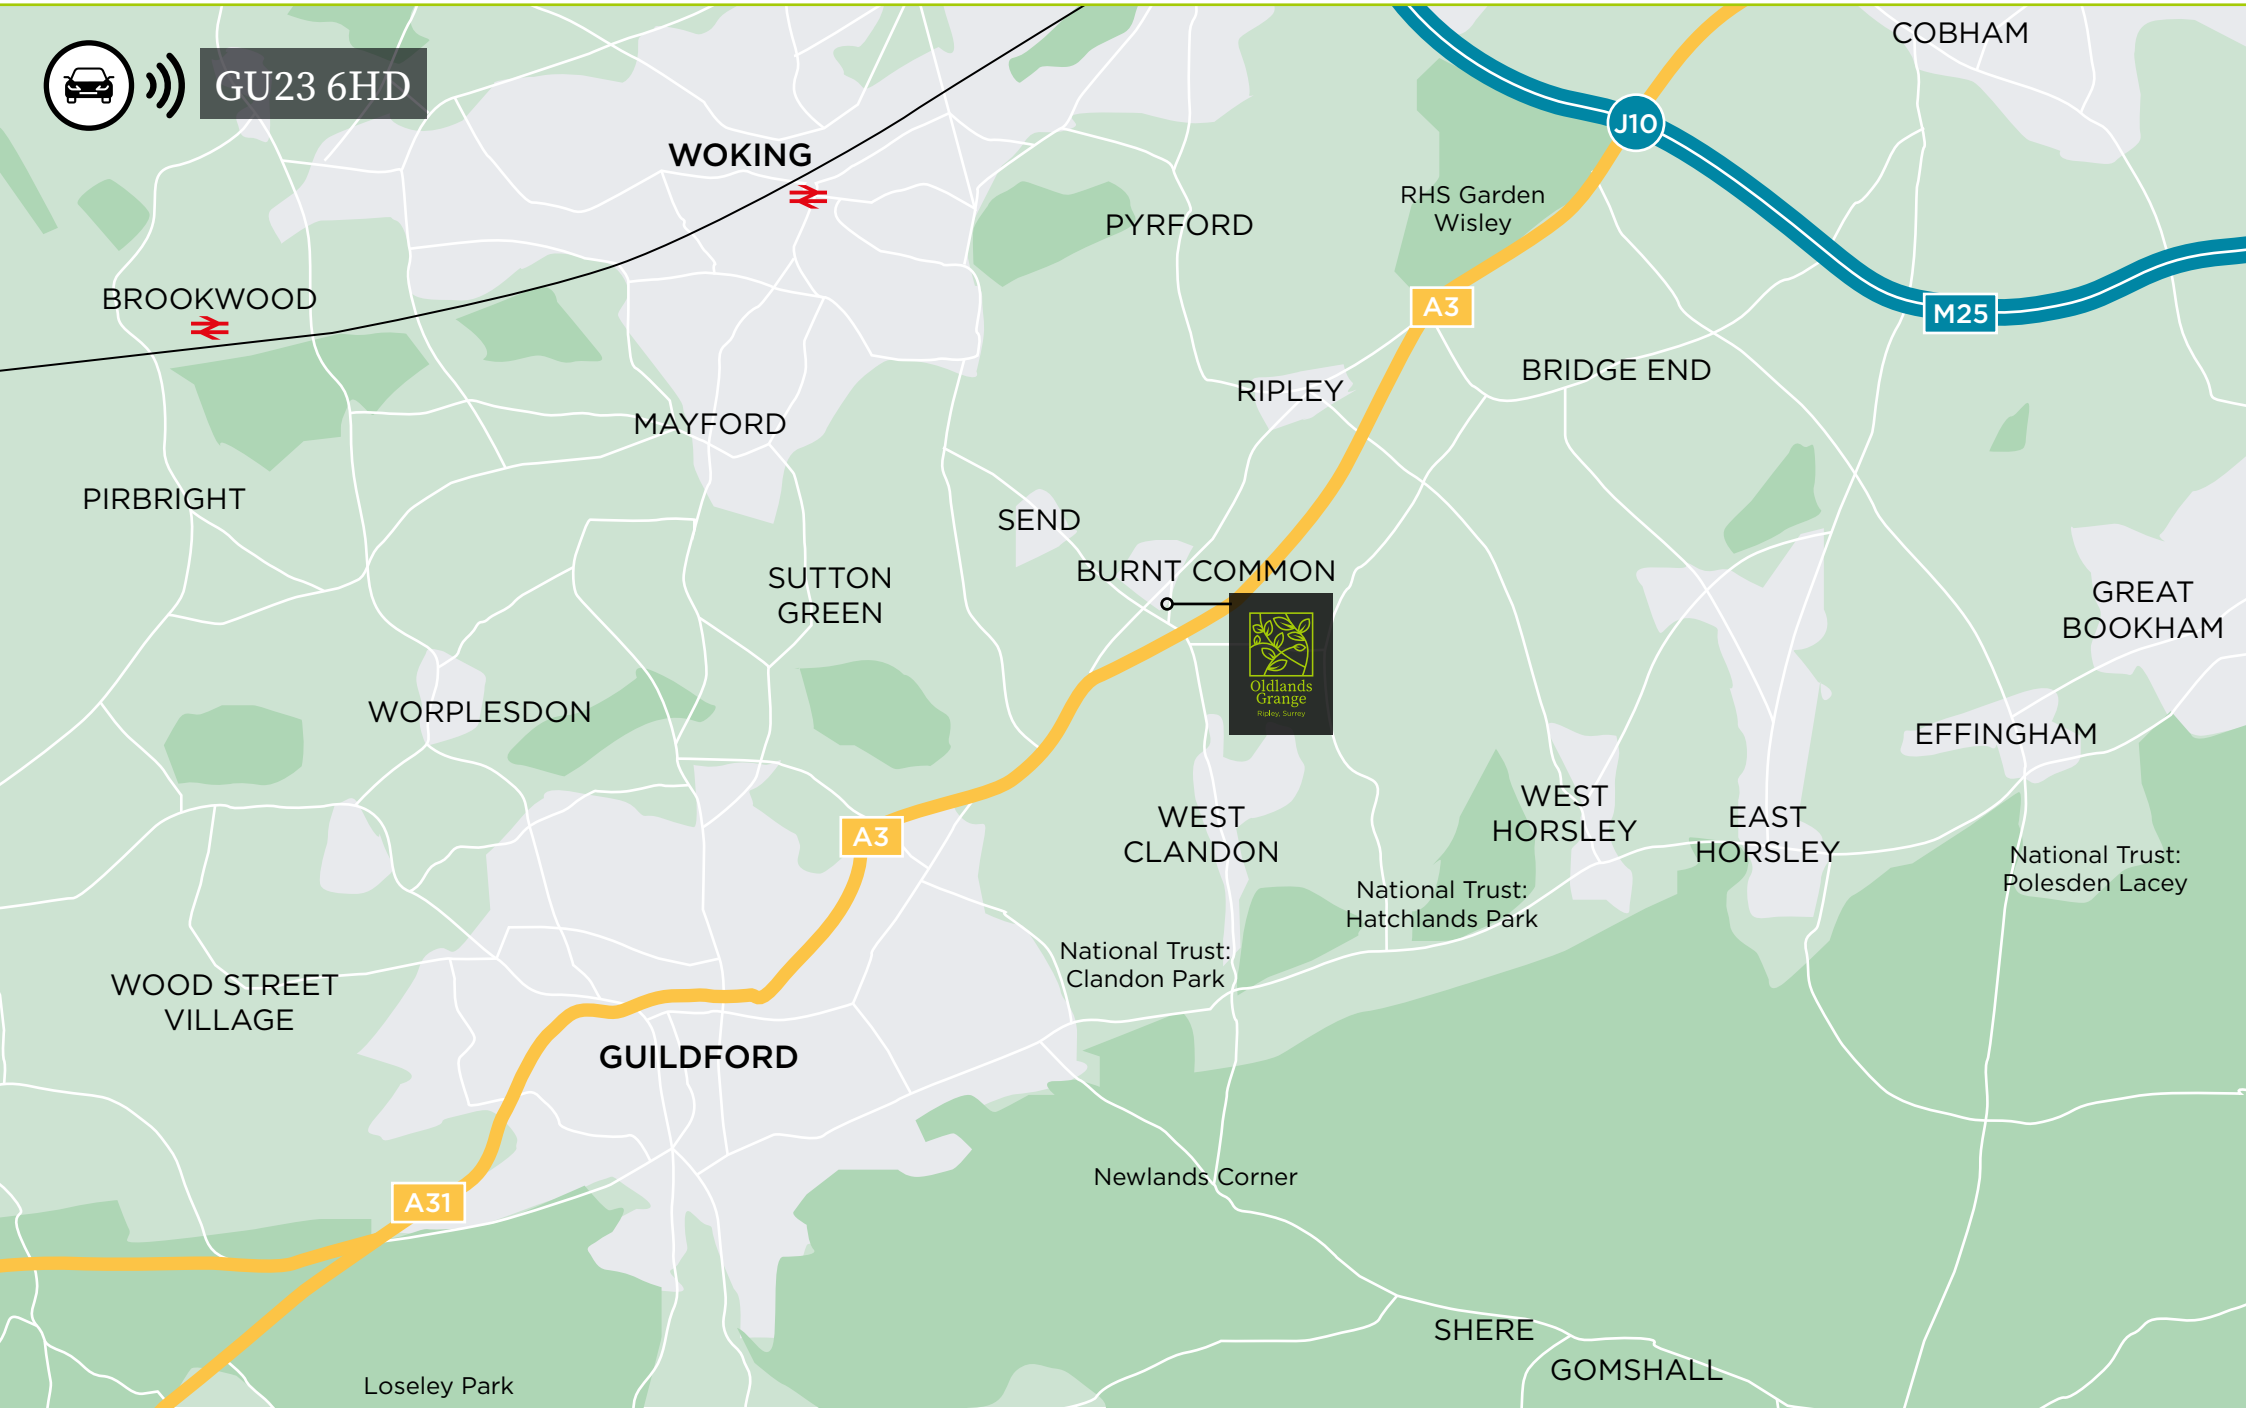 COBHAM
GU23 6HD
J10
WOKING
RHS Garden
Wisley
PYRFORD
BROOKWOOD
A3
M25
BRIDGE END
RIPLEY
MAYFORD
PIRBRIGHT
SEND
BURNT COMMON
SUTTON
GREEN
GREAT
BOOKHAM
Oldlands
Grange
Ripley, Surrey
WORPLESDON
EFFINGHAM
WEST
HORSLEY
WEST
CLANDON
EAST
HORSLEY
A3
National Trust:
Polesden Lacey
National Trust:
Hatchlands Park
National Trust:
Clandon Park
WOOD STREET
VILLAGE
GUILDFORD
Newlands Corner
A31
SHERE
GOMSHALL
Loseley Park